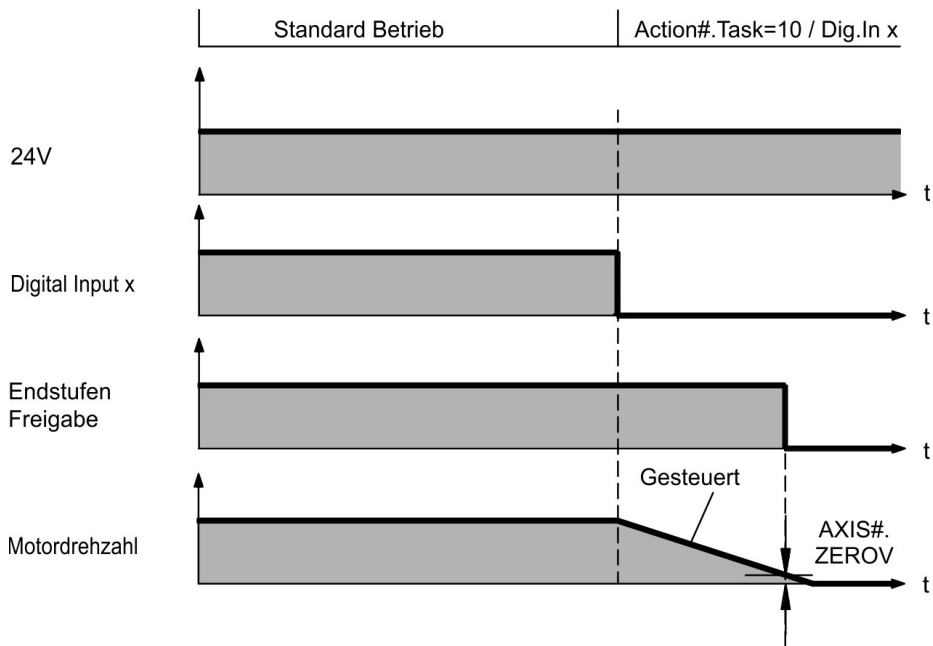 Standard Betrieb
Action#.Task=10 / Dig.In x
24V
t
Digital Input x
t
Endstufen
Freigabe
t
Gesteuert
Motordrehzahl
AXIS#.
ZEROV
t